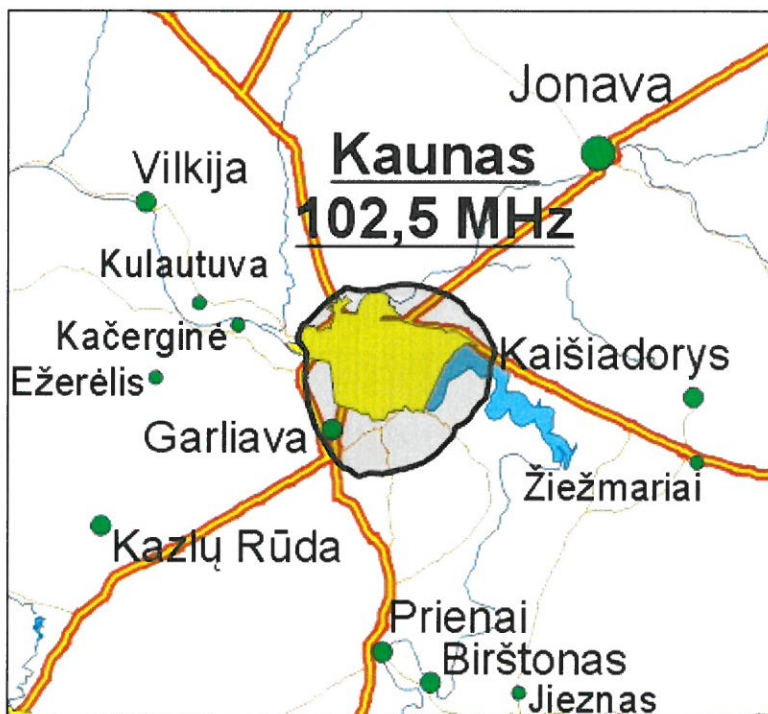 Jonava
Kaunas
102,5 MHz
Vilkija
Kulautuva
Kačerginė
Ežerėlis
Kaišiadorys
Garliava
Žiežmariai
Kazlų Rūda
Prienai
Birštonas
Jieznas